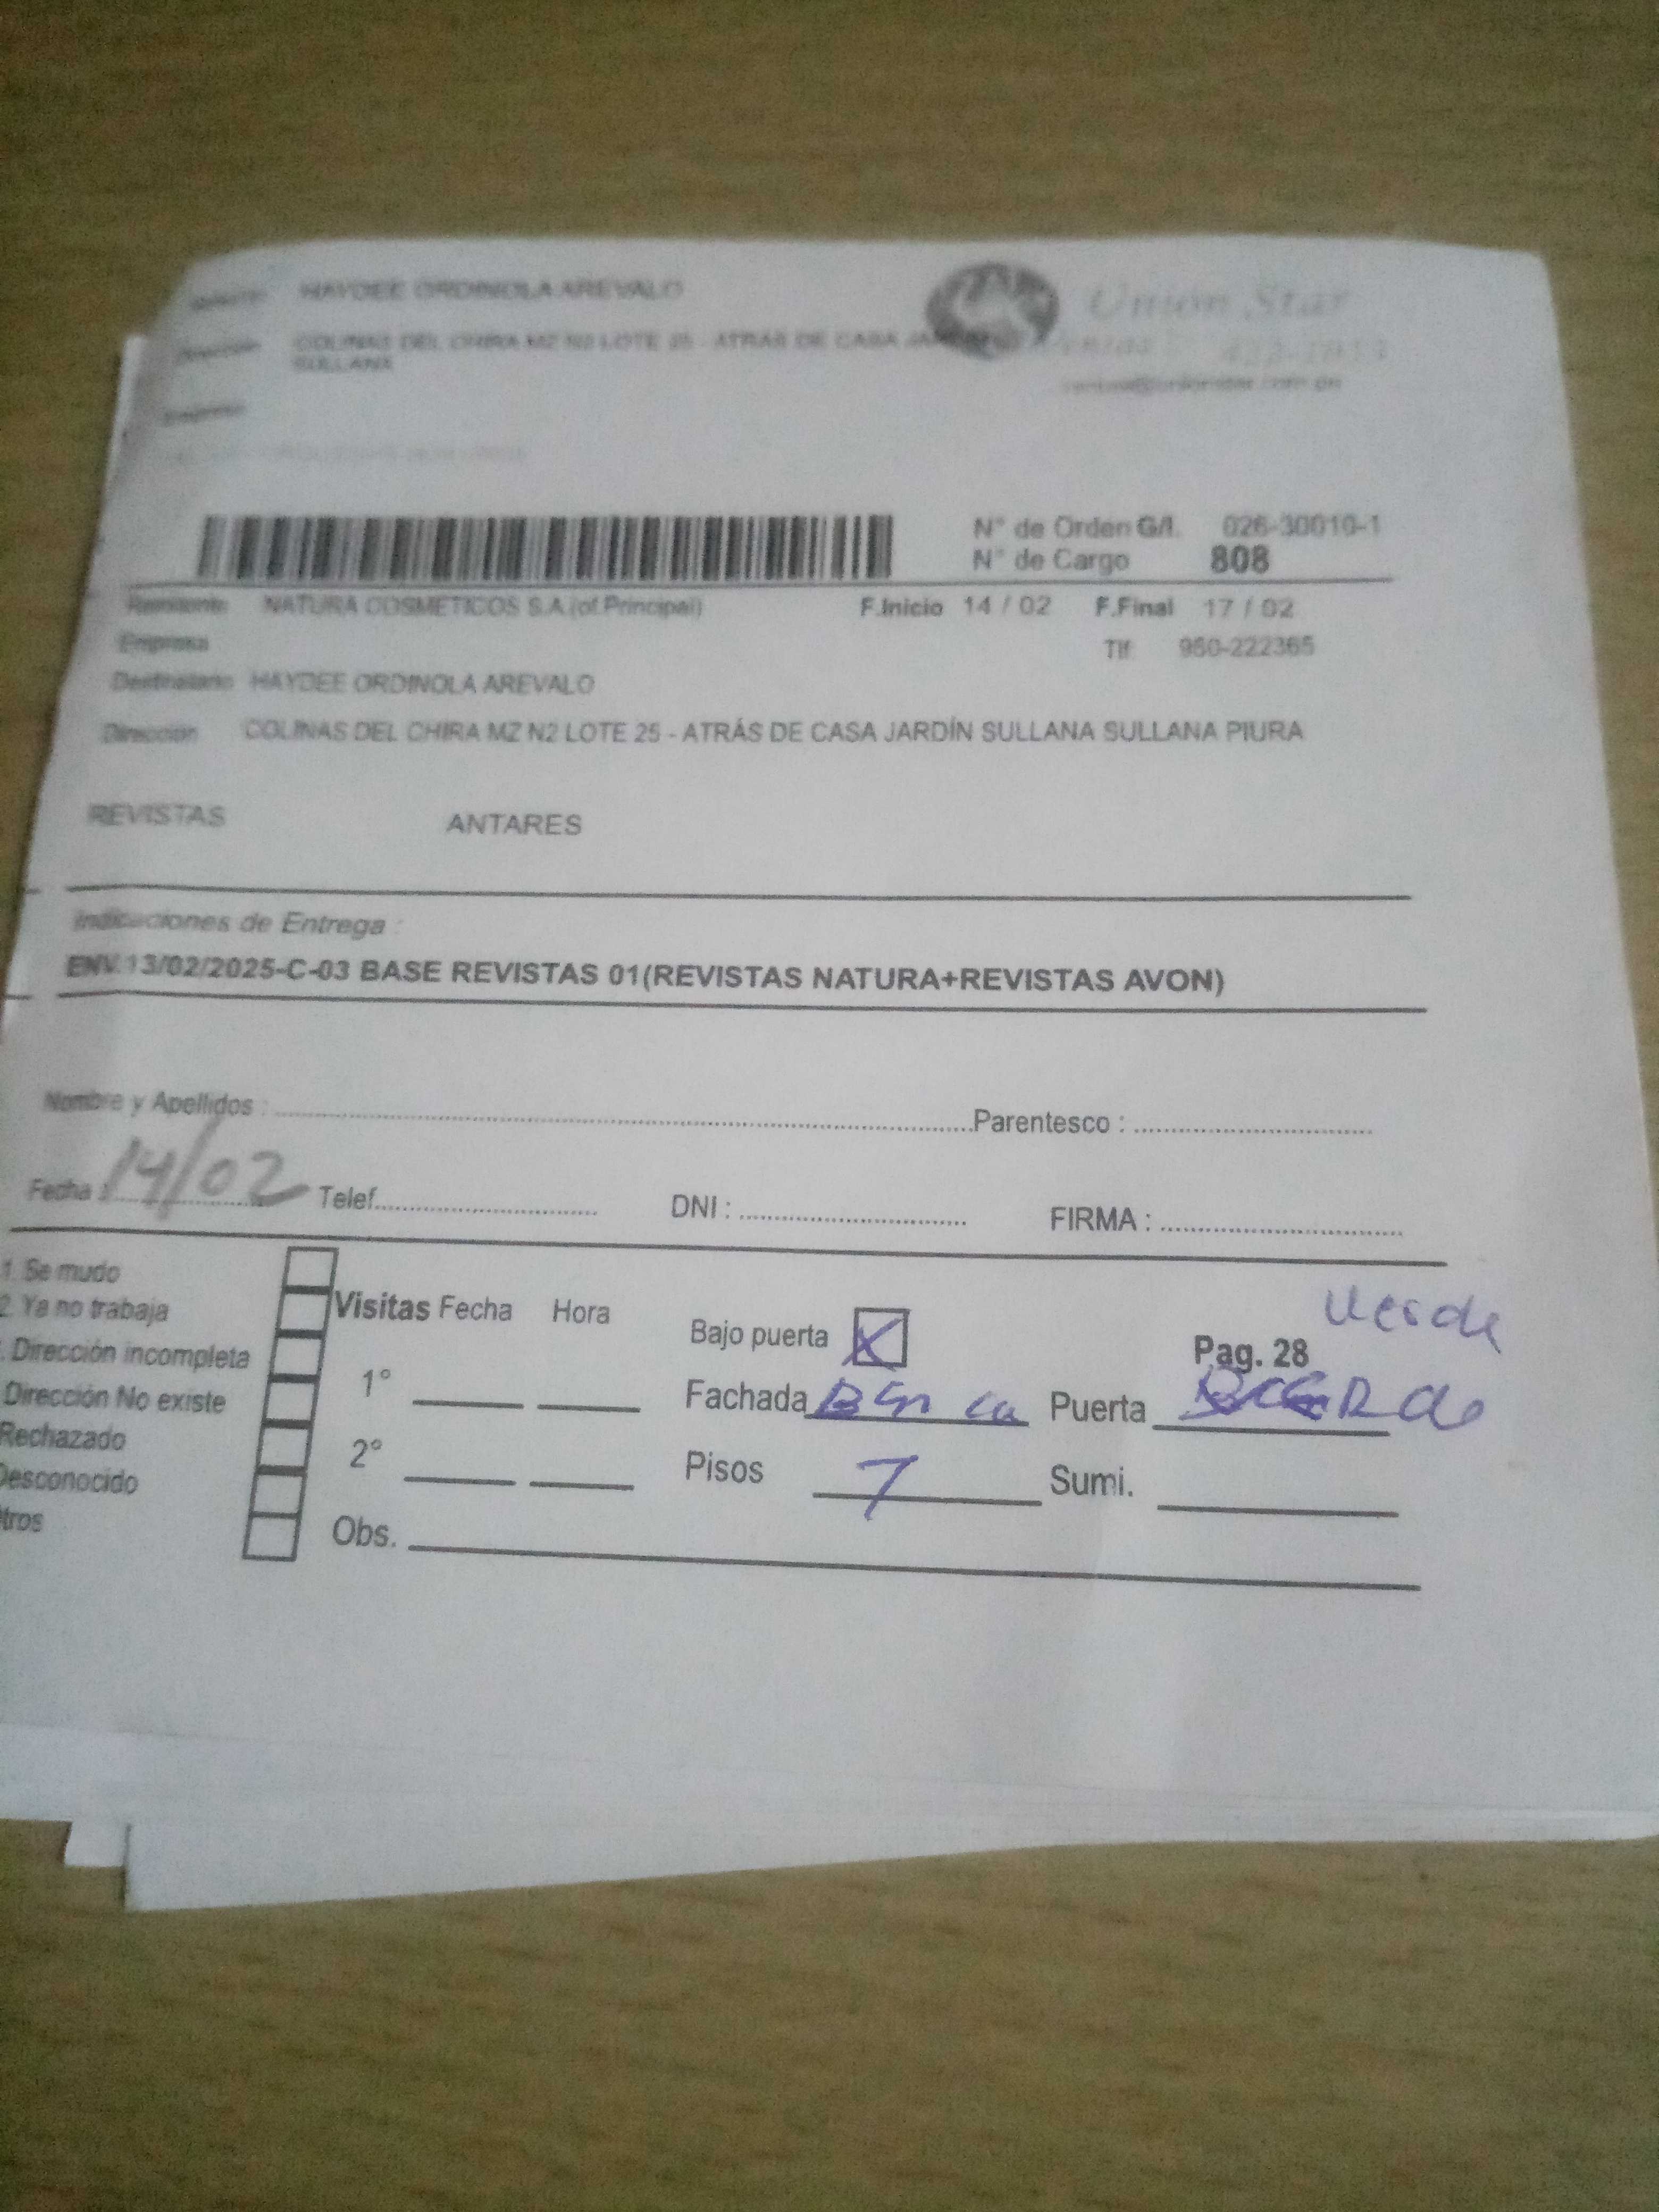 HAYDEE ORDINOLA AREVALO
Union Star
Dirección COLINAS DEL CHIRA MZ N2 LOTE 25 - ATRAS DE CASA
SULLANA
Empresa
N° de Orden G/I. 026-30010-1
N° de Cargo 808
Remitente NATURA COSMETICOS S.A (of.Principal) F.Inicio 14 / 02 F.Final 17 / 02
Empresa Tlf 950-222365
Destinatario HAYDEE ORDINOLA AREVALO
Dirección COLINAS DEL CHIRA MZ N2 LOTE 25 - ATRÁS DE CASA JARDÍN SULLANA SULLANA PIURA
REVISTAS ANTARES
Indicaciones de Entrega :
ENV.13/02/2025-C-03 BASE REVISTAS 01(REVISTAS NATURA+REVISTAS AVON)
Nombre y Apellidos : Parentesco :
Fecha : 14/02 Telef. DNI : FIRMA :
1. Se mudo
2. Ya no trabaja
. Dirección incompleta
Dirección No existe
Rechazado
Desconocido
tros
Visitas Fecha Hora
1°
2°
Obs.
Bajo puerta X
Verde
Pag. 28
Fachada Puerta
Pisos 7 Sumi.